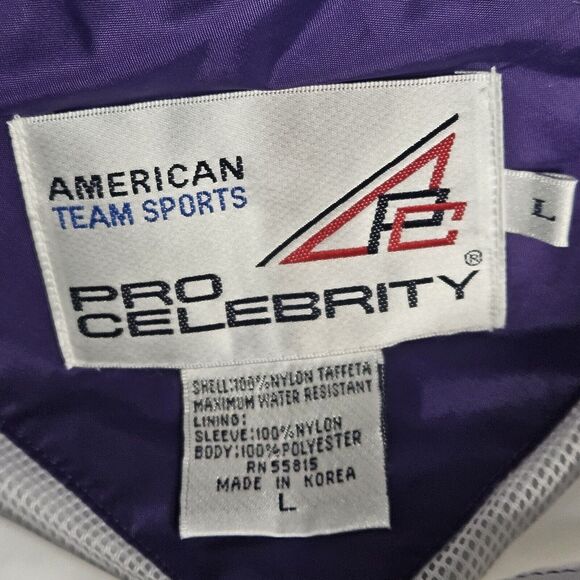 AMERICAN
TEAM SPORTS
PC
PRO
CELEBRITY®
L
SHELL:100%NYLON TAFFETA
MAXIMUM WATER RESISTANT
LINING:
SLEEVE:100%NYLON
BODY:100%POLYESTER
RN 55815
MADE IN KOREA
L